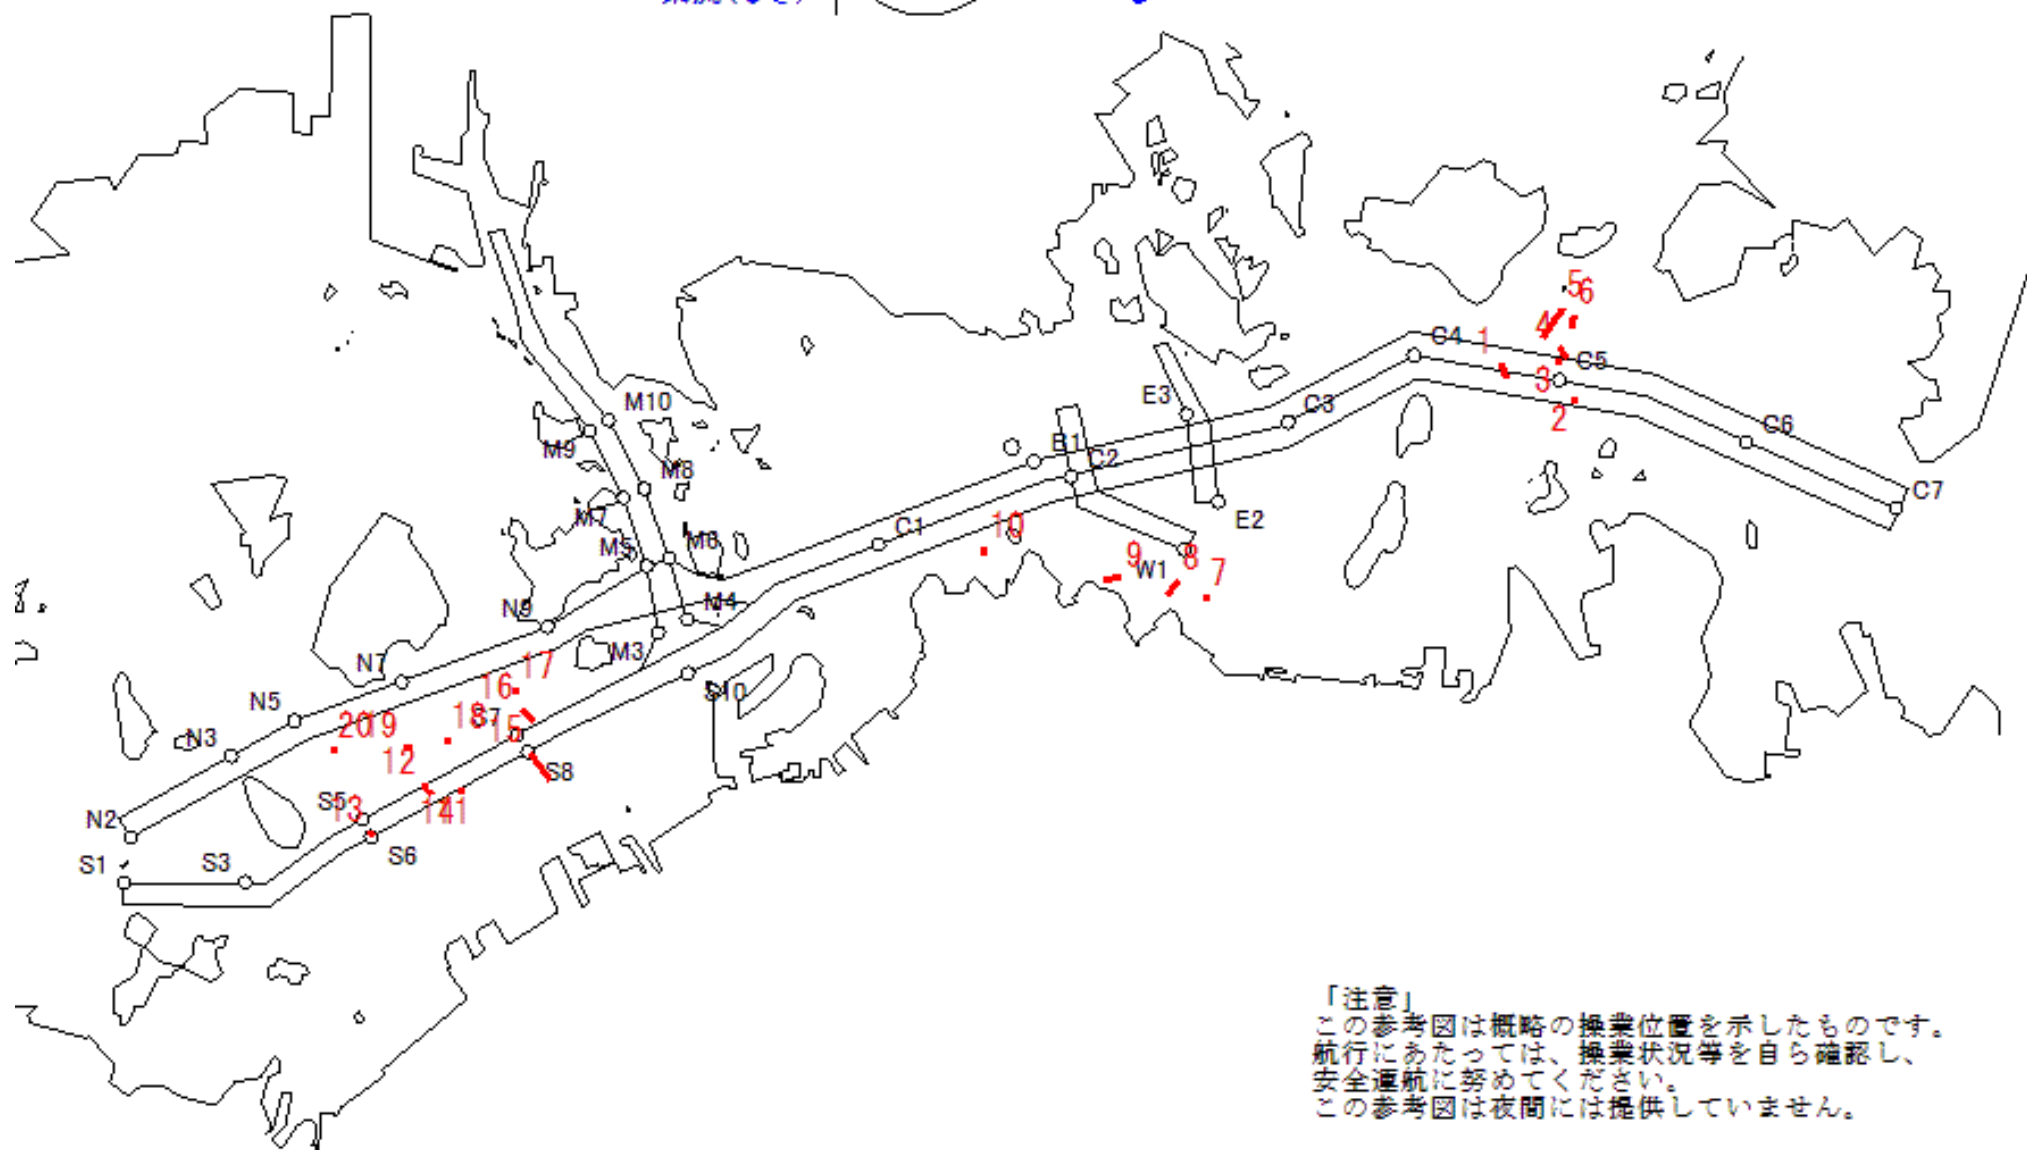 5
6
4
1
C4
C5
3
2
M10
E3
C3
M9
B1
C6
M8
C2
C7
M7
10
E2
C1
M5
M6
9
8
W1
7
N9
M4
M3
17
N7
16
S10
N5
18
S7
20
19
15
N3
12
S8
S5
13
14
11
N2
S6
S1
S3
「注意」
この参考図は概略の操業位置を示したものです。
航行にあたっては、操業状況等を自ら確認し、
安全運航に努めてください。
この参考図は夜間には提供していません。